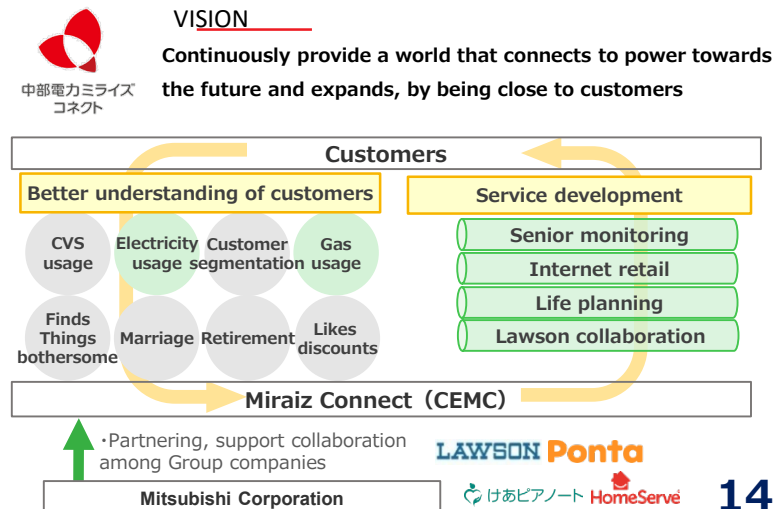 VISION
Continuously provide a world that connects to power towards
the future and expands, by being close to customers
中部電力ミライズ
コネクト
Customers
Better understanding of customers
Service development
CVS
usage
Electricity
usage
Customer
segmentation
Gas
usage
Finds
Things
bothersome
Marriage
Retirement
Likes
discounts
Senior monitoring
Internet retail
Life planning
Lawson collaboration
Miraiz Connect（CEMC）
・Partnering, support collaboration
among Group companies
Mitsubishi Corporation
LAWSON Ponta
けあピアノート HomeServe
14